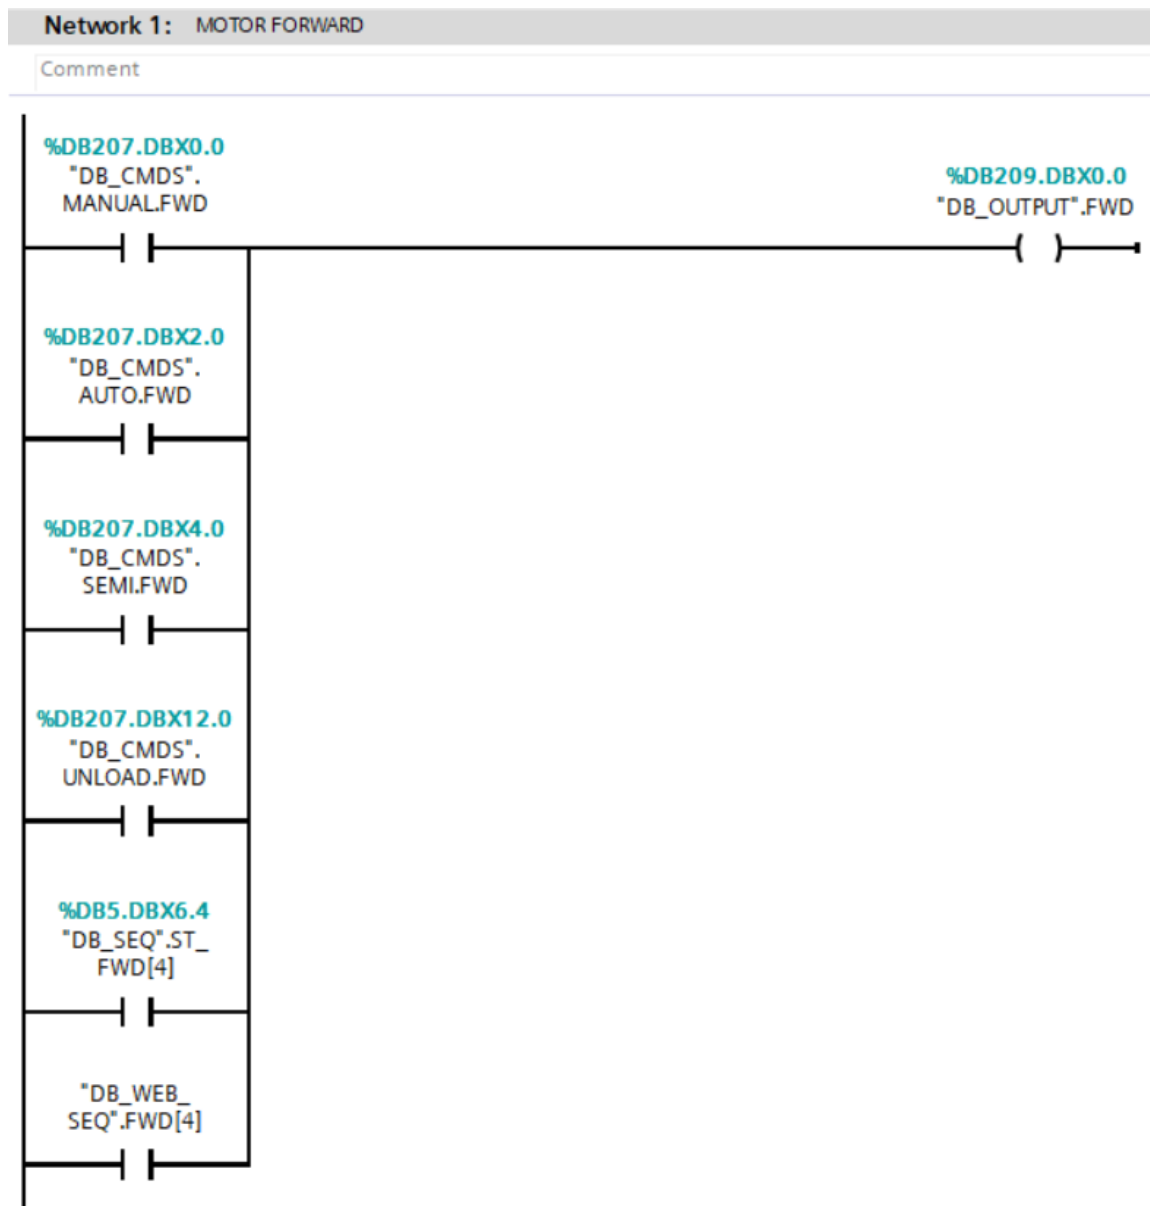 Network 1: MOTOR FORWARD
Comment
%DB207.DBX0.0
"DB_CMDS".
MANUAL.FWD
%DB209.DBX0.0
"DB_OUTPUT".FWD
%DB207.DBX2.0
"DB_CMDS".
AUTO.FWD
%DB207.DBX4.0
"DB_CMDS".
SEMI.FWD
%DB207.DBX12.0
"DB_CMDS".
UNLOAD.FWD
%DB5.DBX6.4
"DB_SEQ".ST_
FWD[4]
"DB_WEB_
SEQ".FWD[4]